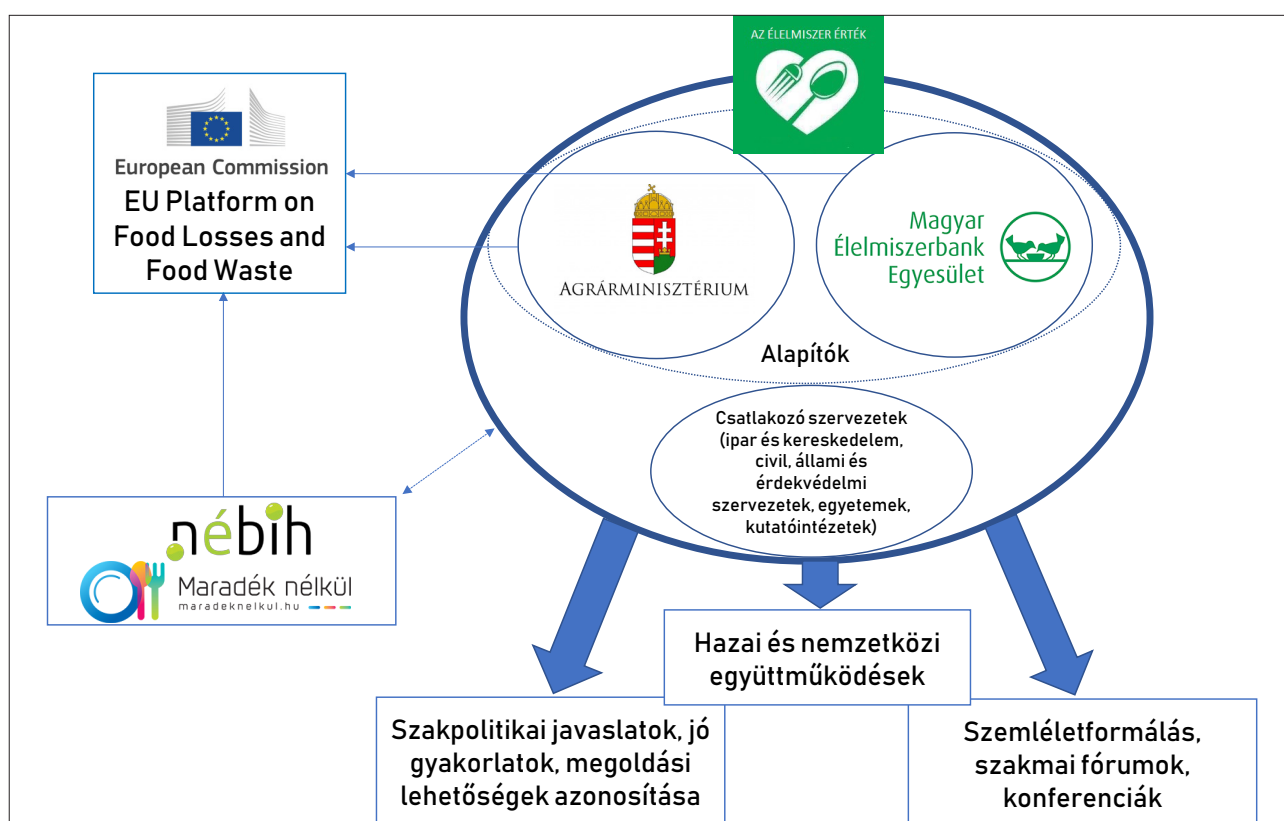 AZ ÉLELMISZER ÉRTÉK
European Commission
EU Platform on
Food Losses and
Food Waste
AGRÁRMINISZTÉRIUM
Magyar
Élelmiszerbank
Egyesület
Alapítók
Csatlakozó szervezetek
(ipar és kereskedelem,
civil, állami és
érdekvédelmi
szervezetek, egyetemek,
kutatóintézetek)
nébih
Maradék nélkül
maradeknelkul.hu
Hazai és nemzetközi
együttműködések
Szakpolitikai javaslatok, jó
gyakorlatok, megoldási
lehetőségek azonosítása
Szemléletformálás,
szakmai fórumok,
konferenciák